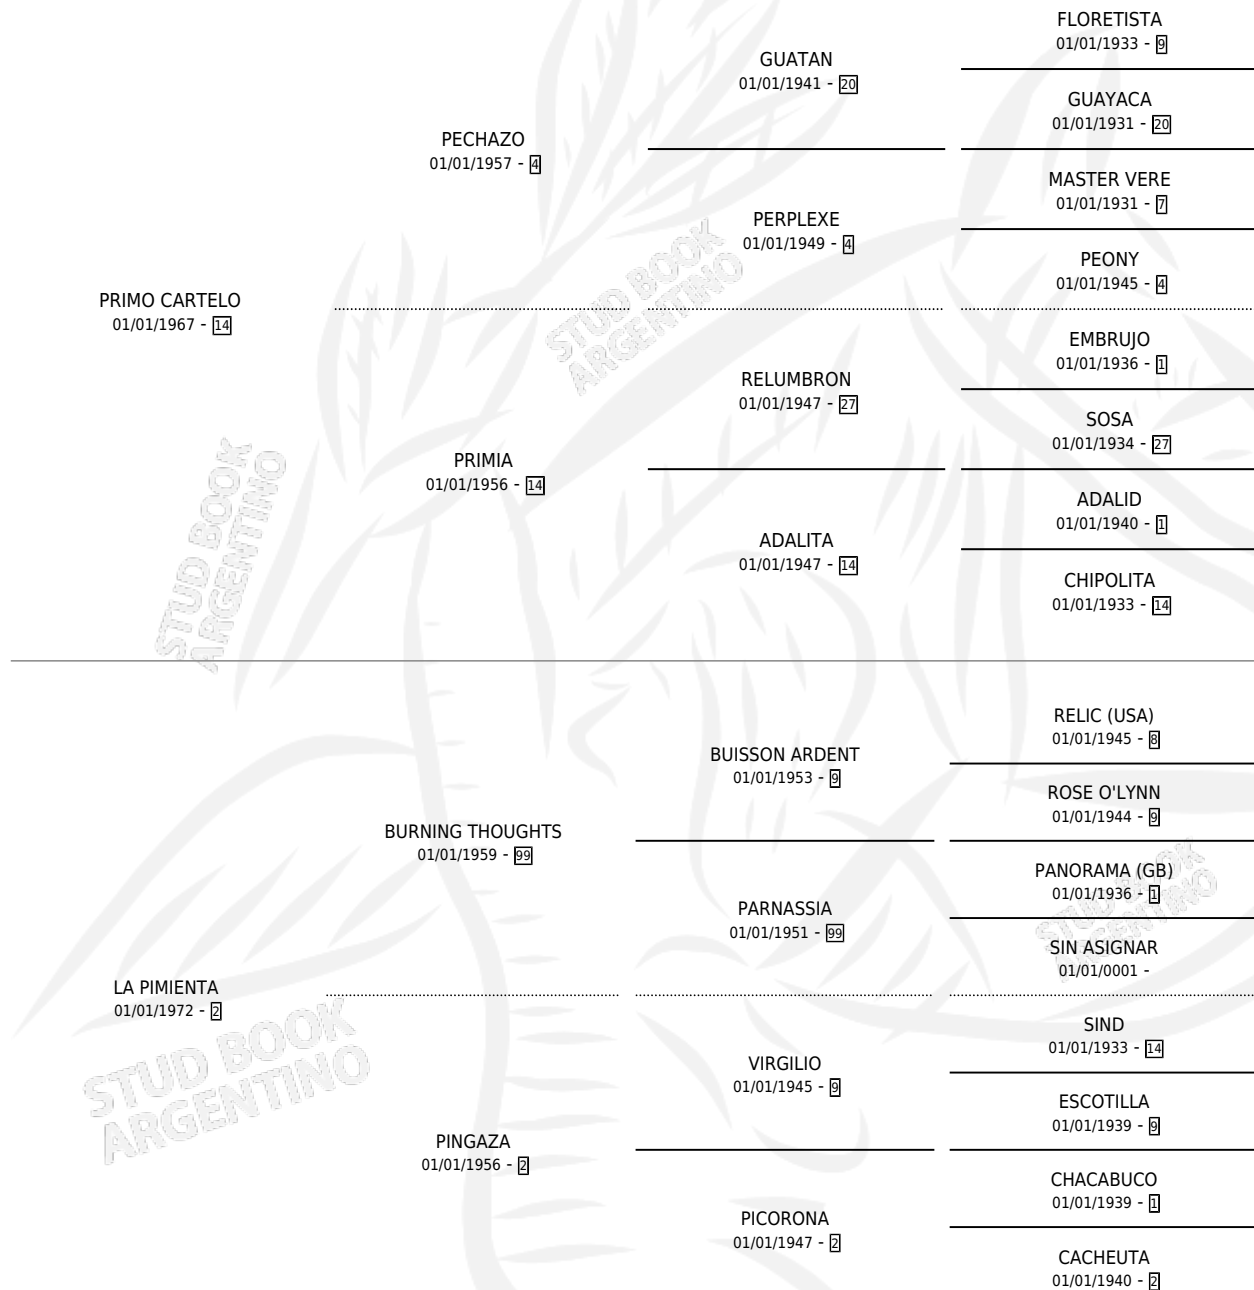 FLORETISTA
01/01/1933 - 9
GUATAN
01/01/1941 - 20
GUAYACA
01/01/1931 - 20
PECHAZO
01/01/1957 - 4
MASTER VERE
01/01/1931 - 7
PERPLEXE
01/01/1949 - 4
PEONY
01/01/1945 - 4
PRIMO CARTELO
01/01/1967 - 14
EMBRUJO
01/01/1936 - 1
RELUMBRON
01/01/1947 - 27
SOSA
01/01/1934 - 27
PRIMIA
01/01/1956 - 14
ADALID
01/01/1940 - 1
ADALITA
01/01/1947 - 14
CHIPOLITA
01/01/1933 - 14
STUD BOOK
ARGENTINO
STUD BOOK
ARGENTINO
RELIC (USA)
01/01/1945 - 8
BUISSON ARDENT
01/01/1953 - 9
ROSE O'LYNN
01/01/1944 - 9
BURNING THOUGHTS
01/01/1959 - 99
PANORAMA (GB)
01/01/1936 - 1
PARNASSIA
01/01/1951 - 99
SIN ASIGNAR
01/01/0001 -
LA PIMIENTA
01/01/1972 - 2
SIND
01/01/1933 - 14
VIRGILIO
01/01/1945 - 9
ESCOTILLA
01/01/1939 - 9
PINGAZA
01/01/1956 - 2
CHACABUCO
01/01/1939 - 1
PICORONA
01/01/1947 - 2
CACHEUTA
01/01/1940 - 2
STUD BOOK
ARGENTINO
STUD BOOK
ARGENTINO